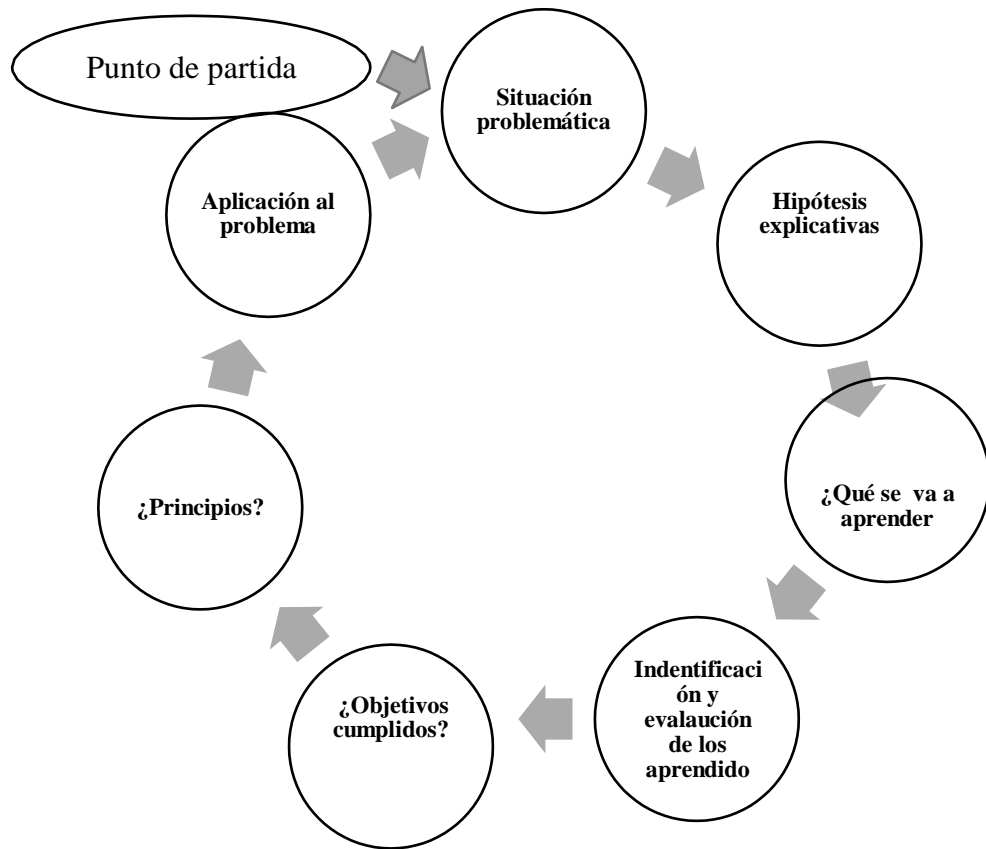 Punto de partida
Situación
problemática
Hipótesis
explicativas
¿Qué se va a
aprender
Indentificaci
ón y
evalaución
de los
aprendido
¿Objetivos
cumplidos?
¿Principios?
Aplicación al
problema